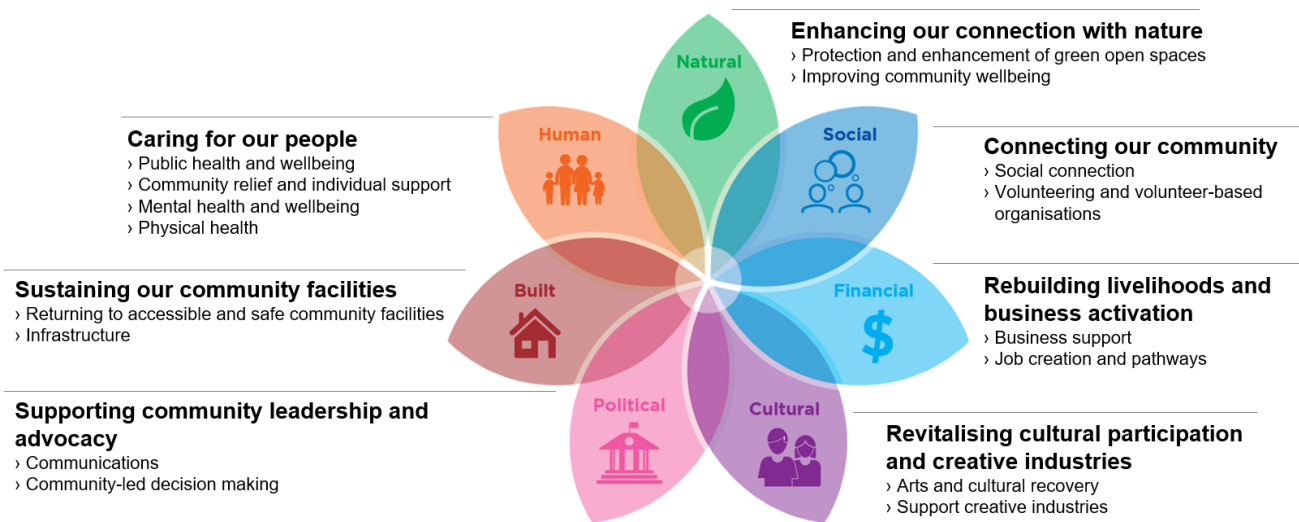 Natural
Enhancing our connection with nature
› Protection and enhancement of green open spaces
› Improving community wellbeing
Social
Connecting our community
› Social connection
› Volunteering and volunteer-based
organisations
Financial
Rebuilding livelihoods and
business activation
› Business support
› Job creation and pathways
Cultural
Revitalising cultural participation
and creative industries
› Arts and cultural recovery
› Support creative industries
Political
Supporting community leadership and
advocacy
› Communications
› Community-led decision making
Built
Sustaining our community facilities
› Returning to accessible and safe community facilities
› Infrastructure
Human
Caring for our people
› Public health and wellbeing
› Community relief and individual support
› Mental health and wellbeing
› Physical health